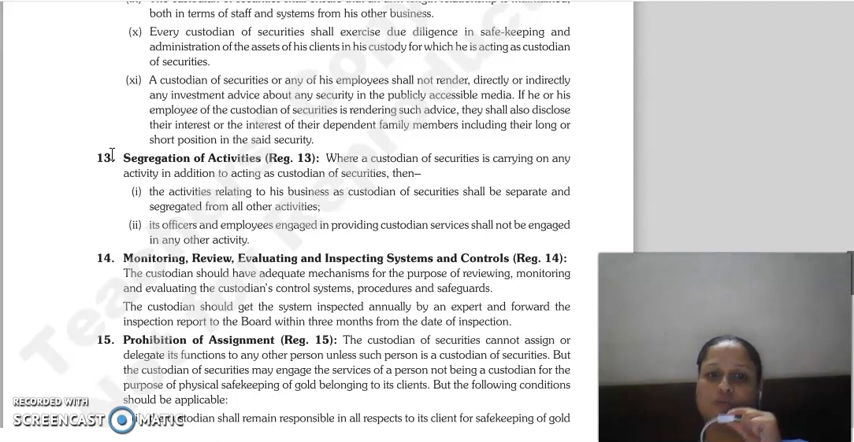 both in terms of staff and systems from his other business.
(x) Every custodian of securities shall exercise due diligence in safe-keeping and
administration of the assets of his clients in his custody for which he is acting as custodian
of securities.
(xi) A custodian of securities or any of his employees shall not render, directly or indirectly
any investment advice about any security in the publicly accessible media. If he or his
employee of the custodian of securities is rendering such advice, they shall also disclose
their interest or the interest of their dependent family members including their long or
short position in the said security.
13. Segregation of Activities (Reg. 13): Where a custodian of securities is carrying on any
activity in addition to acting as custodian of securities, then–
(i) the activities relating to his business as custodian of securities shall be separate and
segregated from all other activities;
(ii) its officers and employees engaged in providing custodian services shall not be engaged
in any other activity.
14. Monitoring, Review, Evaluating and Inspecting Systems and Controls (Reg. 14):
The custodian should have adequate mechanisms for the purpose of reviewing, monitoring
and evaluating the custodian's control systems, procedures and safeguards.
The custodian should get the system inspected annually by an expert and forward the
inspection report to the Board within three months from the date of inspection.
15. Prohibition of Assignment (Reg. 15): The custodian of securities cannot assign or
delegate its functions to any other person unless such person is a custodian of securities. But
the custodian of securities may engage the services of a person not being a custodian for the
purpose of physical safekeeping of gold belonging to its clients. But the following conditions
should be applicable:
custodian shall remain responsible in all respects to its client for safekeeping of gold
RECORDED WITH
SCREENCAST MATIC